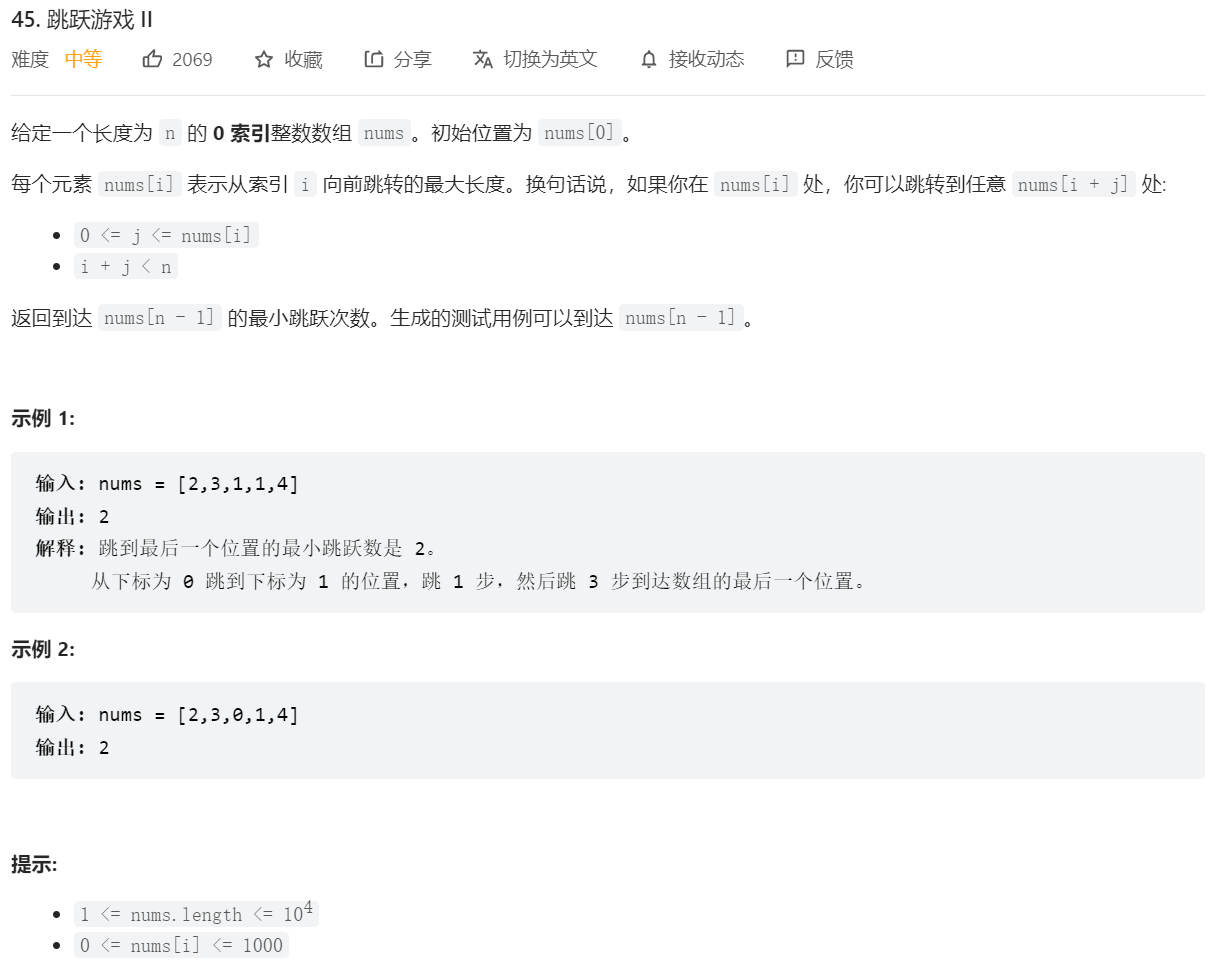 45. 跳跃游戏 II
难度 中等 2069 收藏 分享 切换为英文 接收动态 反馈
给定一个长度为 n 的 0 索引整数数组 nums。初始位置为 nums[0]。
每个元素 nums[i] 表示从索引 i 向前跳转的最大长度。换句话说，如果你在 nums[i] 处，你可以跳转到任意 nums[i + j] 处:
• 0 <= j <= nums[i]
• i + j < n
返回到达 nums[n - 1] 的最小跳跃次数。生成的测试用例可以到达 nums[n - 1]。
示例 1:
输入: nums = [2,3,1,1,4]
输出: 2
解释: 跳到最后一个位置的最小跳跃数是 2。
从下标为 0 跳到下标为 1 的位置，跳 1 步，然后跳 3 步到达数组的最后一个位置。
示例 2:
输入: nums = [2,3,0,1,4]
输出: 2
提示:
• 1 <= nums.length <= 10⁴
• 0 <= nums[i] <= 1000